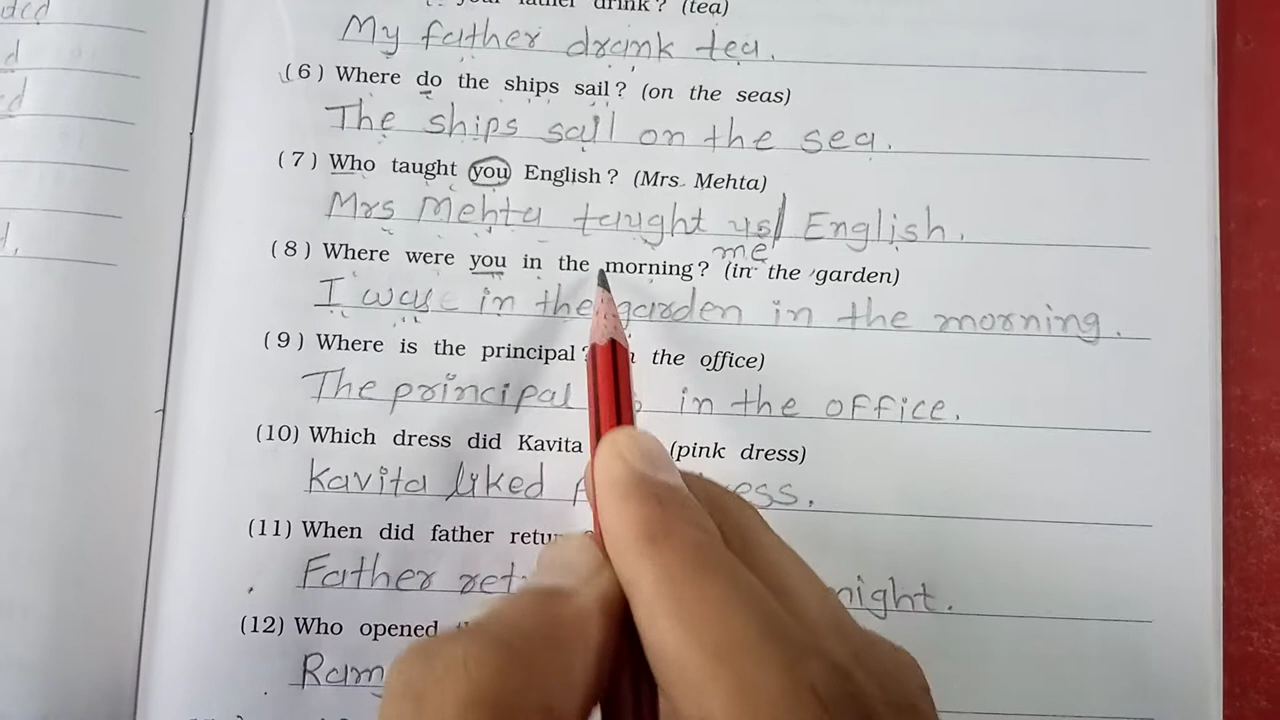 father drink? (tea)
My father drank tea.
(6) Where do the ships sail? (on the seas)
The ships sail on the sea.
(7) Who taught you English? (Mrs. Mehta)
Mrs Mehta taught us/ English.
me
(8) Where were you in the morning? (in the garden)
I was in the garden in the morning.
(9) Where is the principal? the office)
The principal in the office.
(10) Which dress did Kavita (pink dress)
Kavita liked
(11) When did father
Father night.
(12) Who opened
Ram